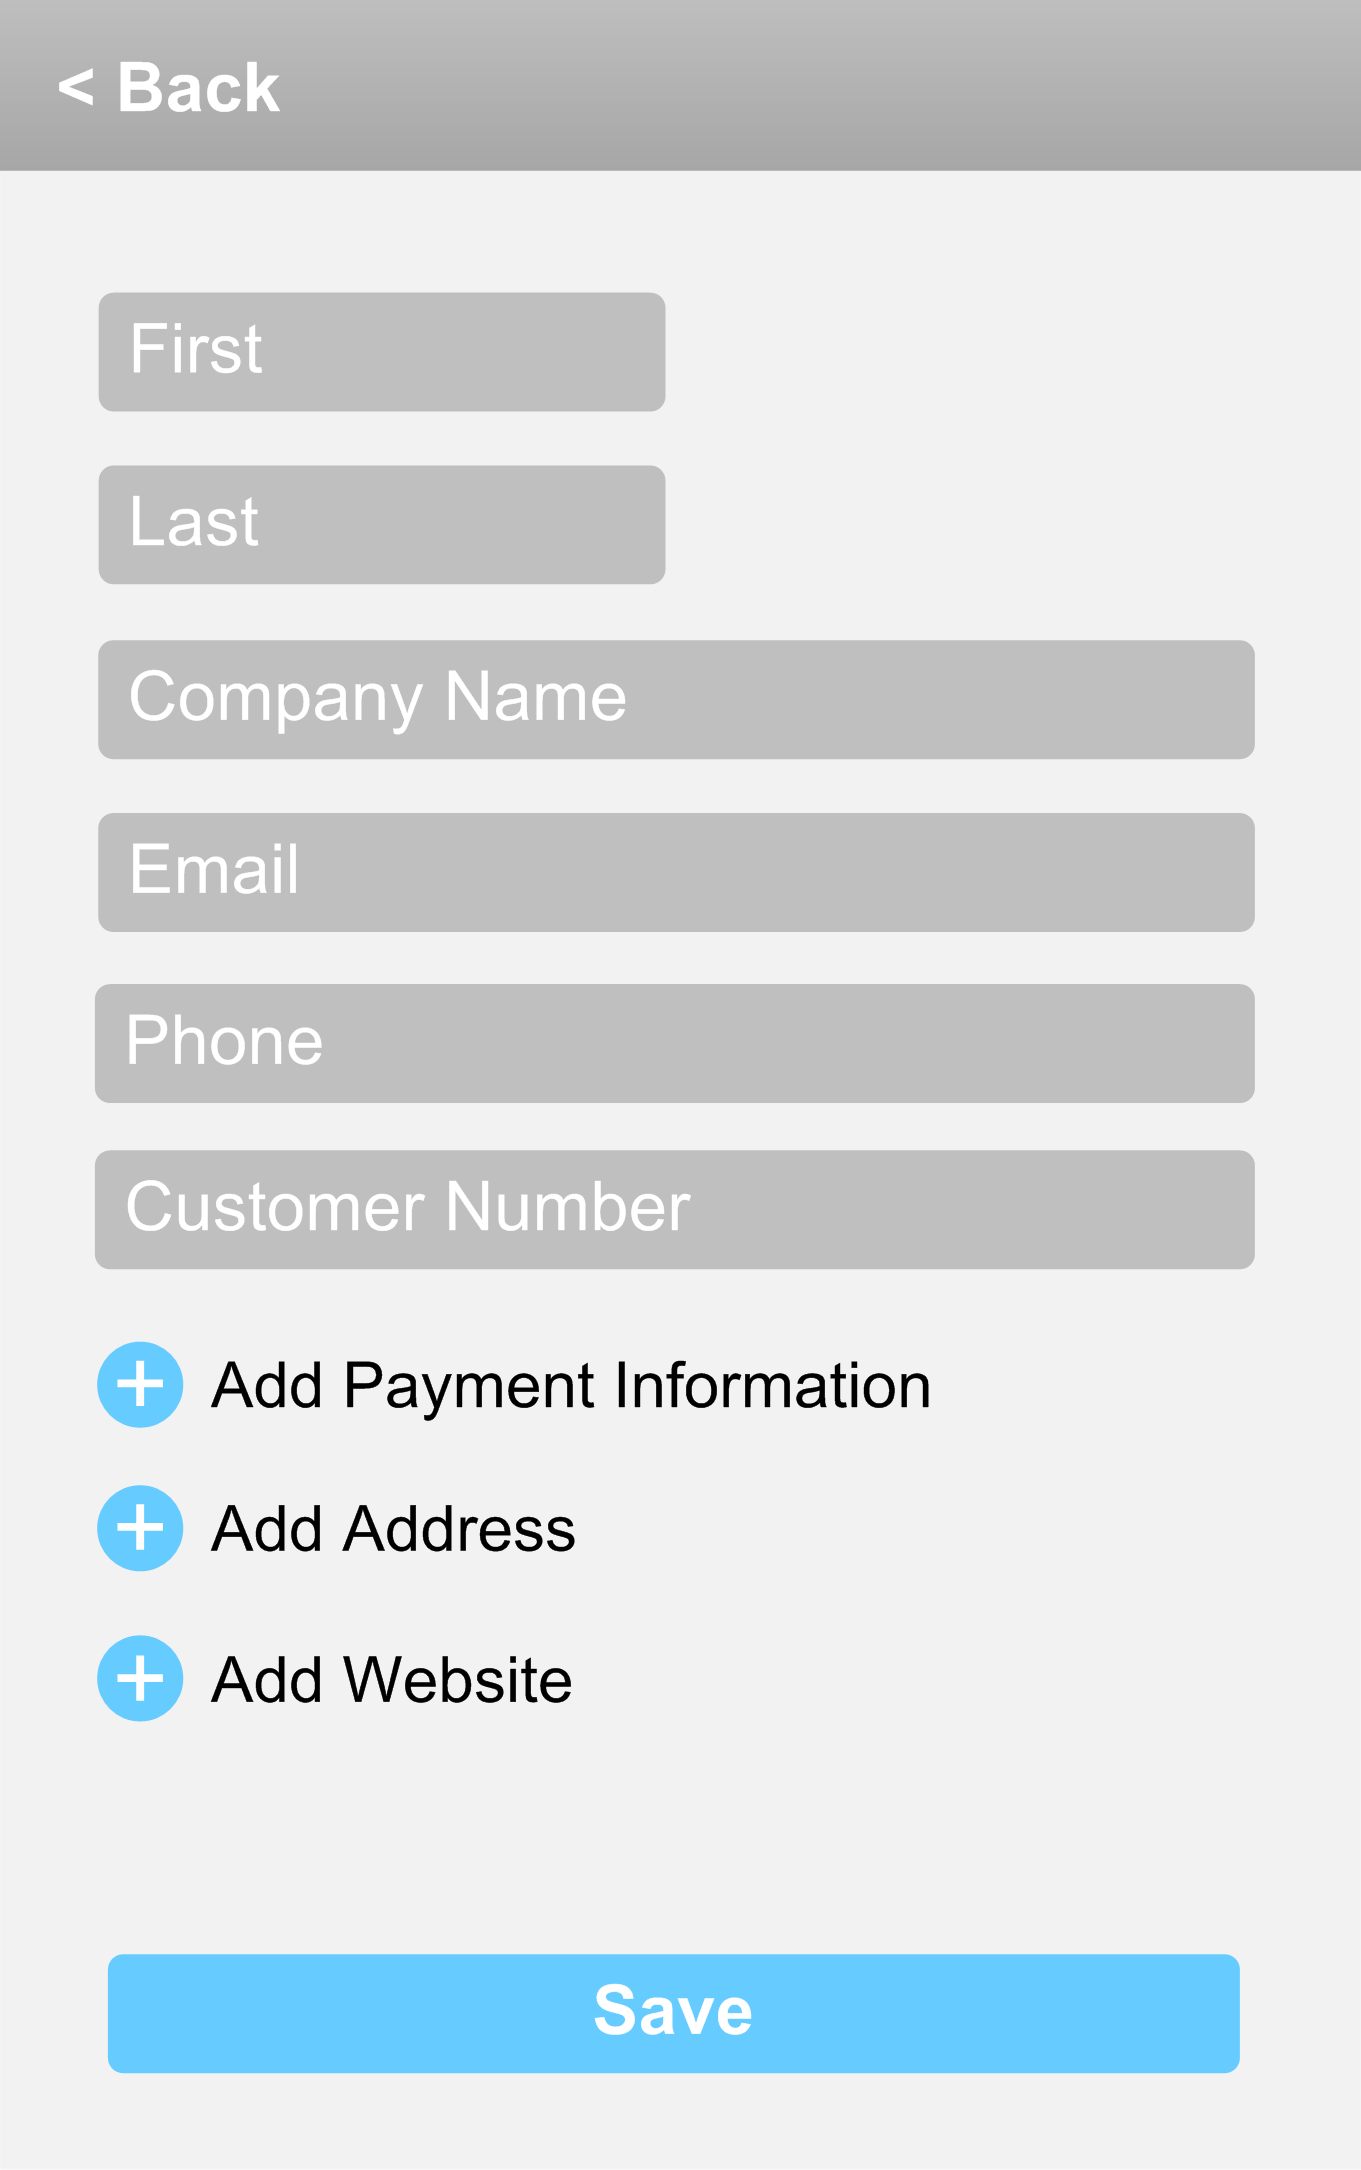 < Back
First
Last
Company Name
Email
Phone
Customer Number
+ Add Payment Information
+ Add Address
+ Add Website
Save